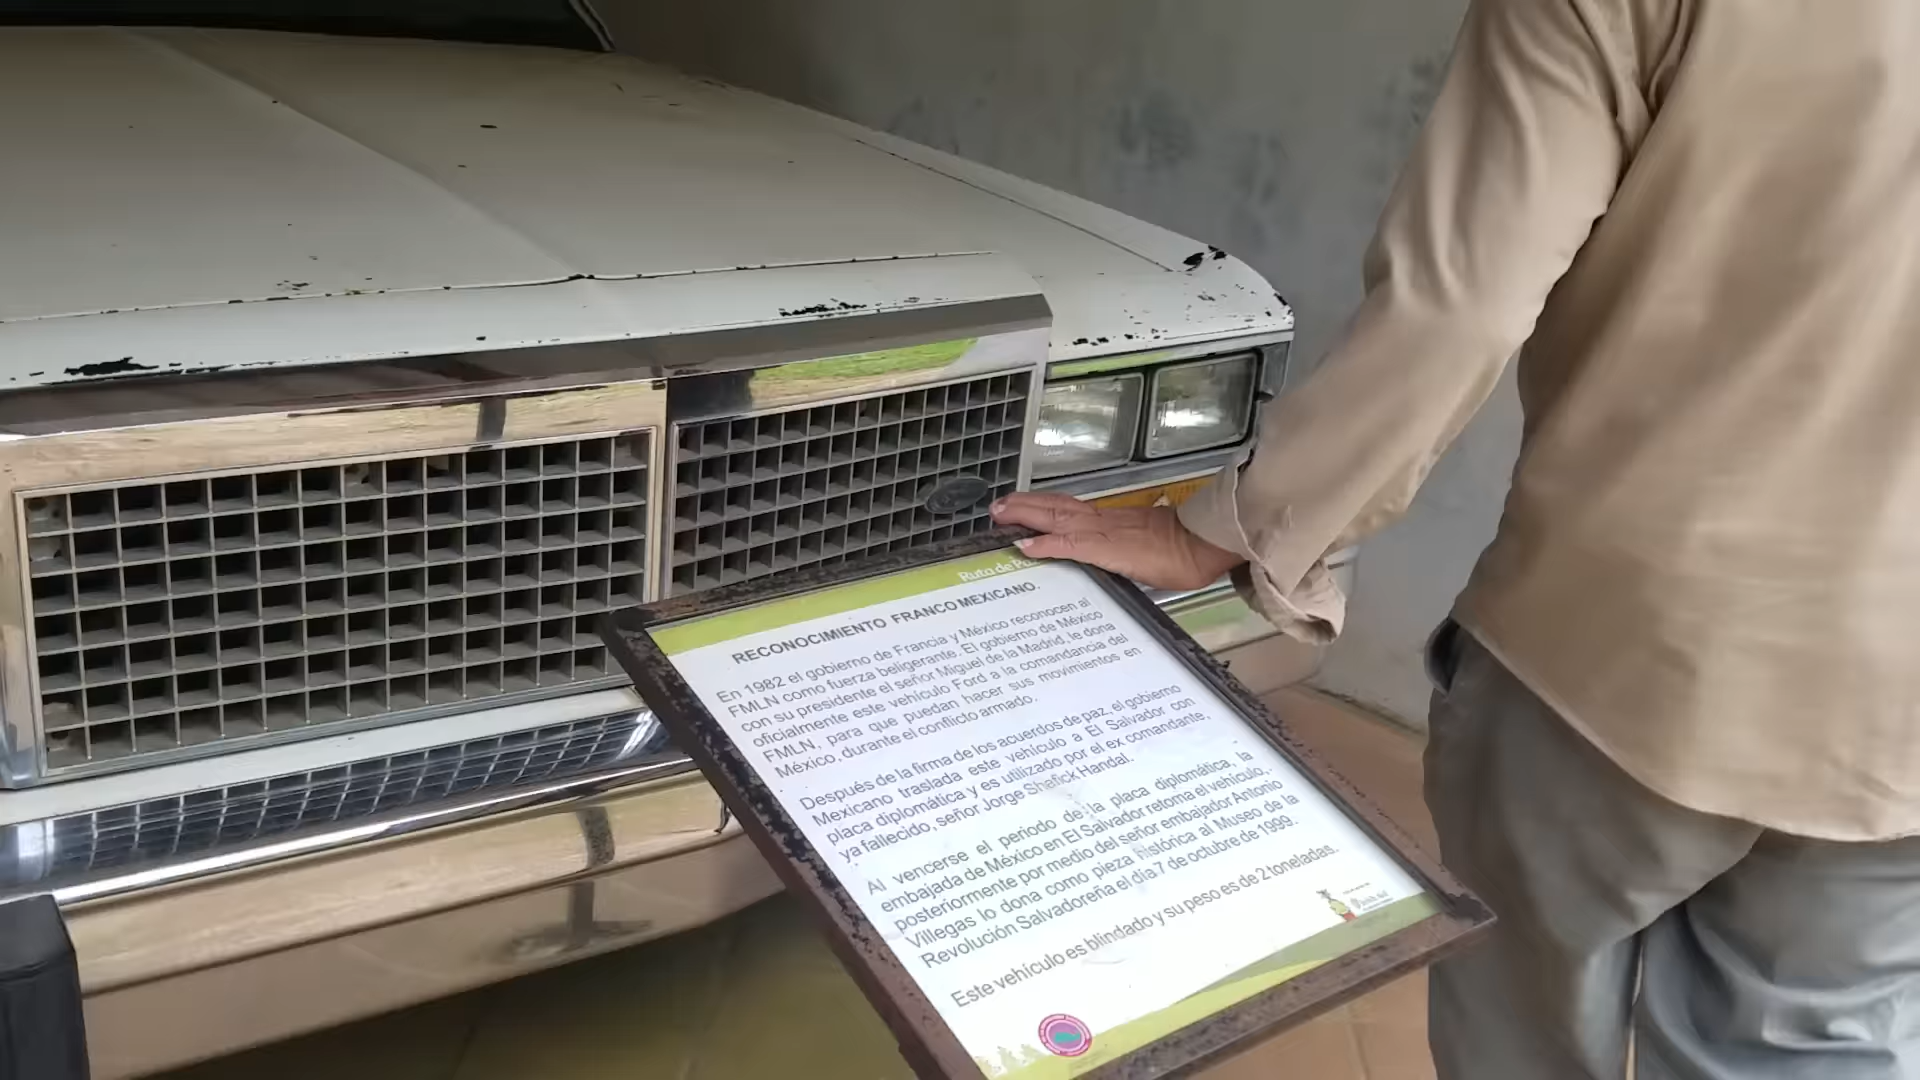 Ruta de
RECONOCIMIENTO FRANCO MEXICANO.
En 1982 el gobierno de Francia y México reconocen al
FMLN como fuerza beligerante. El gobierno de México
con su presidente el señor Miguel de la Madrid, le dona
oficialmente este vehículo Ford a la comandancia del
FMLN, para que puedan hacer sus movimientos en
México, durante el conflicto armado.
Después de la firma de los acuerdos de paz, el gobierno
Mexicano traslada este vehículo a El Salvador con
placa diplomática y es utilizado por el ex comandante,
ya fallecido, señor Jorge Shafick Handal.
Al vencerse el período de la placa diplomática, la
embajada de México en El Salvador retoma el vehículo,
posteriormente por medio del señor embajador Antonio
Villegas lo dona como pieza histórica al Museo de la
Revolución Salvadoreña el día 7 de octubre de 1999.
Este vehículo es blindado y su peso es de 2 toneladas.